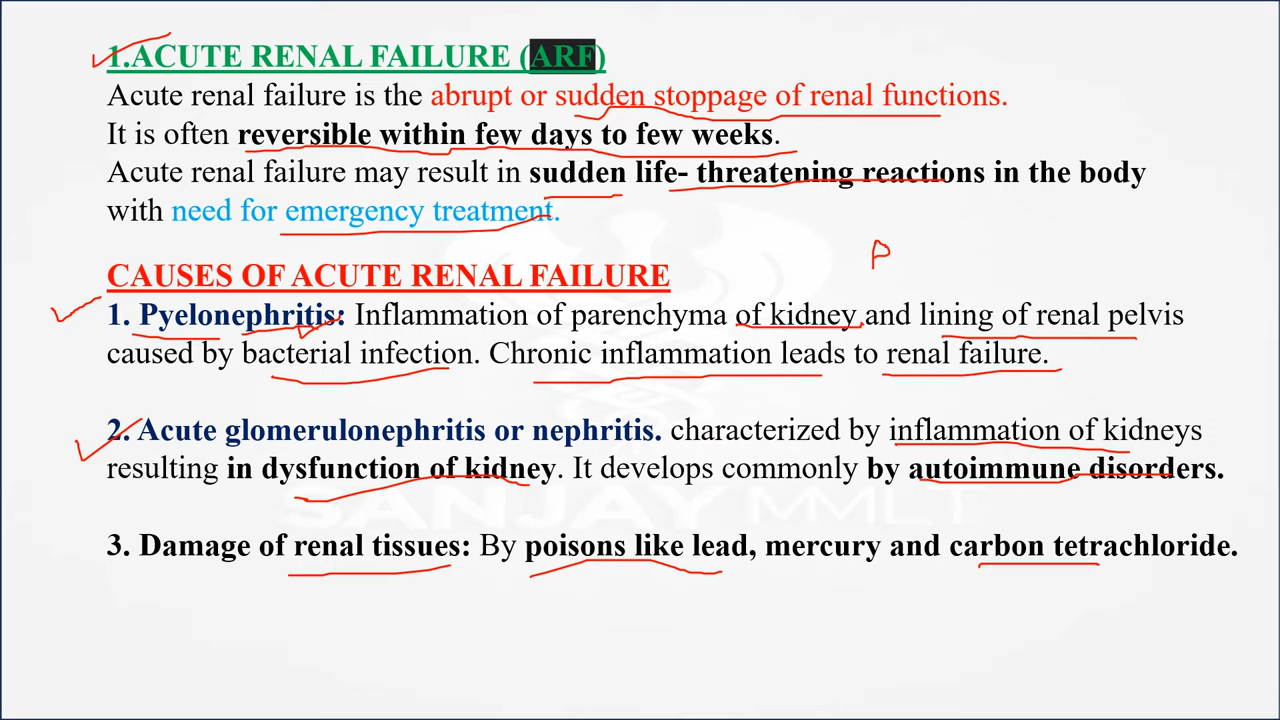 1.ACUTE RENAL FAILURE (ARF)
Acute renal failure is the abrupt or sudden stoppage of renal functions.
It is often reversible within few days to few weeks.
Acute renal failure may result in sudden life- threatening reactions in the body
with need for emergency treatment.
P
CAUSES OF ACUTE RENAL FAILURE
1. Pyelonephritis: Inflammation of parenchyma of kidney and lining of renal pelvis
caused by bacterial infection. Chronic inflammation leads to renal failure.
2. Acute glomerulonephritis or nephritis. characterized by inflammation of kidneys
resulting in dysfunction of kidney. It develops commonly by autoimmune disorders.
SANJAY MMLT
3. Damage of renal tissues: By poisons like lead, mercury and carbon tetrachloride.